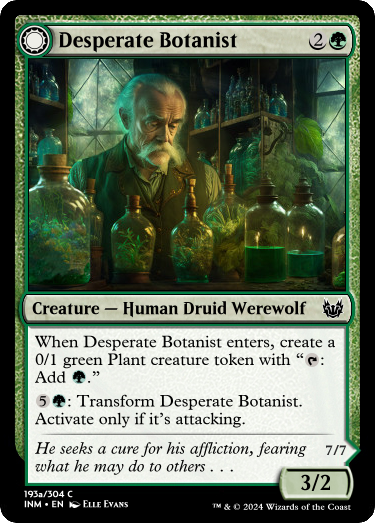 Desperate Botanist 2
Creature — Human Druid Werewolf
When Desperate Botanist enters, create a
0/1 green Plant creature token with “:
Add .”
5: Transform Desperate Botanist.
Activate only if it’s attacking.
He seeks a cure for his affliction, fearing 7/7
what he may do to others . . .
3/2
193a/304 C
INM • EN Elle Evans ™ & © 2024 Wizards of the Coast